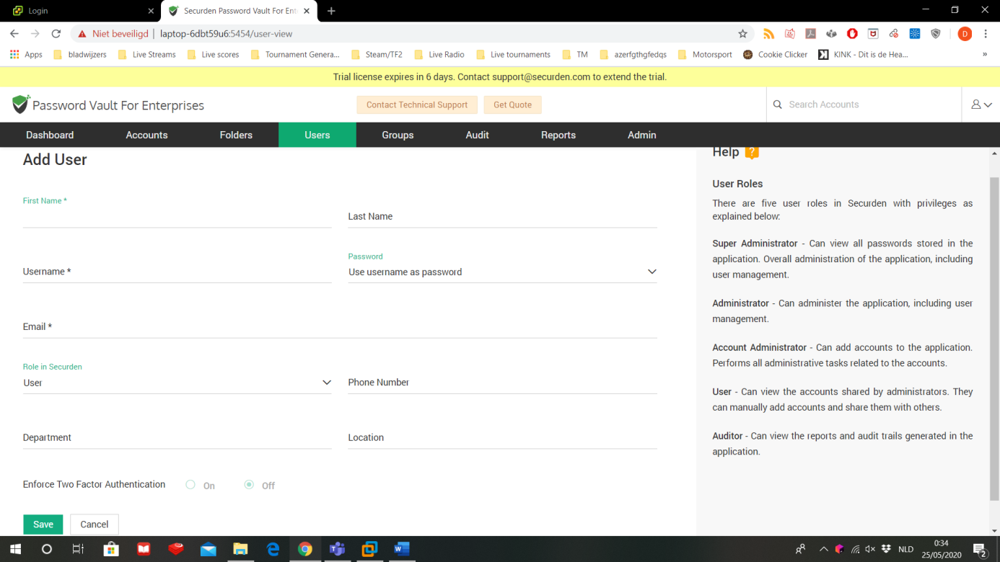 Login
Securden Password Vault For Ent
Niet beveiligd | laptop-6dbt59u6:5454/user-view
D
Apps bladwijzers Live Streams Live scores Tournament Genera... Steam/TF2 Live Radio Live tournaments TM azerfgthgfedqs Motorsport Cookie Clicker KINK - Dit is de Hea... »
Trial license expires in 6 days. Contact support@securden.com to extend the trial.
Password Vault For Enterprises
Contact Technical Support
Get Quote
Search Accounts
Dashboard Accounts Folders Users Groups Audit Reports Admin
Add User
First Name *
Last Name
Username *
Password
Use username as password
Email *
Role in Securden
User
Phone Number
Department
Location
Enforce Two Factor Authentication On Off
Save Cancel
Help ?
User Roles
There are five user roles in Securden with privileges as
explained below:
Super Administrator - Can view all passwords stored in the
application. Overall administration of the application, including
user management.
Administrator - Can administer the application, including user
management.
Account Administrator - Can add accounts to the application.
Performs all administrative tasks related to the accounts.
User - Can view the accounts shared by administrators. They
can manually add accounts and share them with others.
Auditor - Can view the reports and audit trails generated in the
application.
NLD
0:34
25/05/2020
2